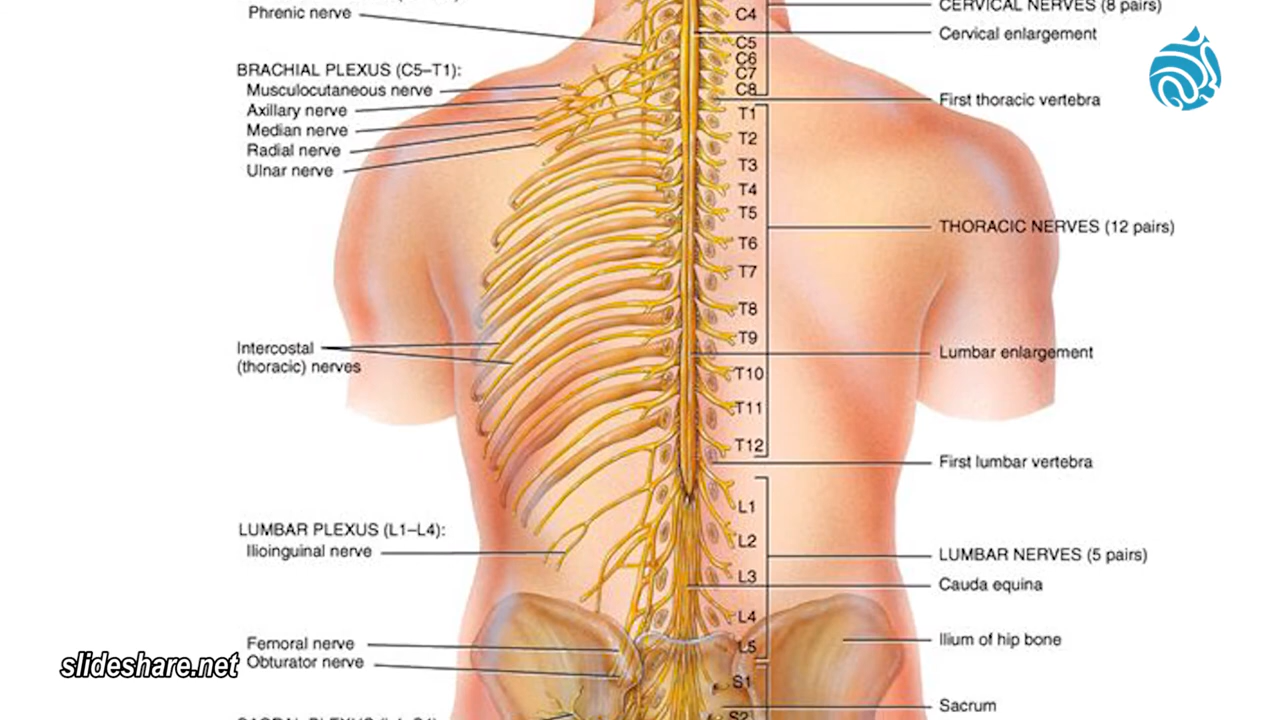 Phrenic nerve
BRACHIAL PLEXUS (C5–T1):
Musculocutaneous nerve
Axillary nerve
Median nerve
Radial nerve
Ulnar nerve
Intercostal
(thoracic) nerves
LUMBAR PLEXUS (L1–L4):
Ilioinguinal nerve
Femoral nerve
Obturator nerve
slideshare.net
C4
C5
C6
C7
C8
T1
T2
T3
T4
T5
T6
T7
T8
T9
T10
T11
T12
L1
L2
L3
L4
L5
S1
S2
CERVICAL NERVES (8 pairs)
Cervical enlargement
First thoracic vertebra
THORACIC NERVES (12 pairs)
Lumbar enlargement
First lumbar vertebra
LUMBAR NERVES (5 pairs)
Cauda equina
Ilium of hip bone
Sacrum